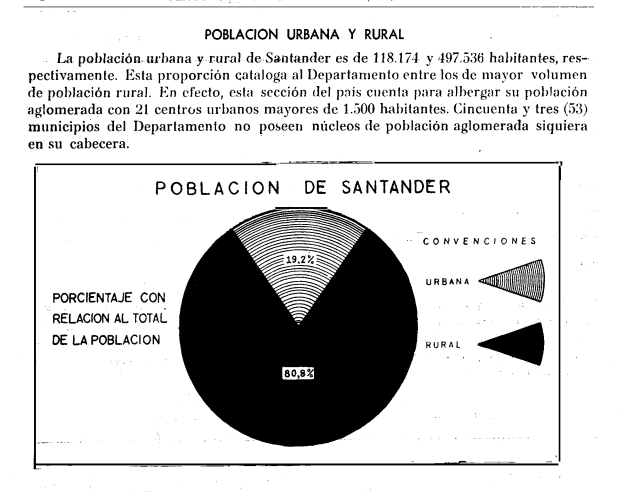 POBLACION URBANA Y RURAL
La población urbana y rural de Santander es de 118.174 y 497.536 habitantes, res-
pectivamente. Esta proporción cataloga al Departamento entre los de mayor volumen
de población rural. En efecto, esta sección del país cuenta para albergar su población
aglomerada con 21 centros urbanos mayores de 1.500 habitantes. Cincuenta y tres (53)
municipios del Departamento no poseen núcleos de población aglomerada siquiera
en su cabecera.
POBLACION DE SANTANDER
CONVENCIONES
19,2%
URBANA
PORCIENTAJE CON
RELACION AL TOTAL
DE LA POBLACION
RURAL
80,8%